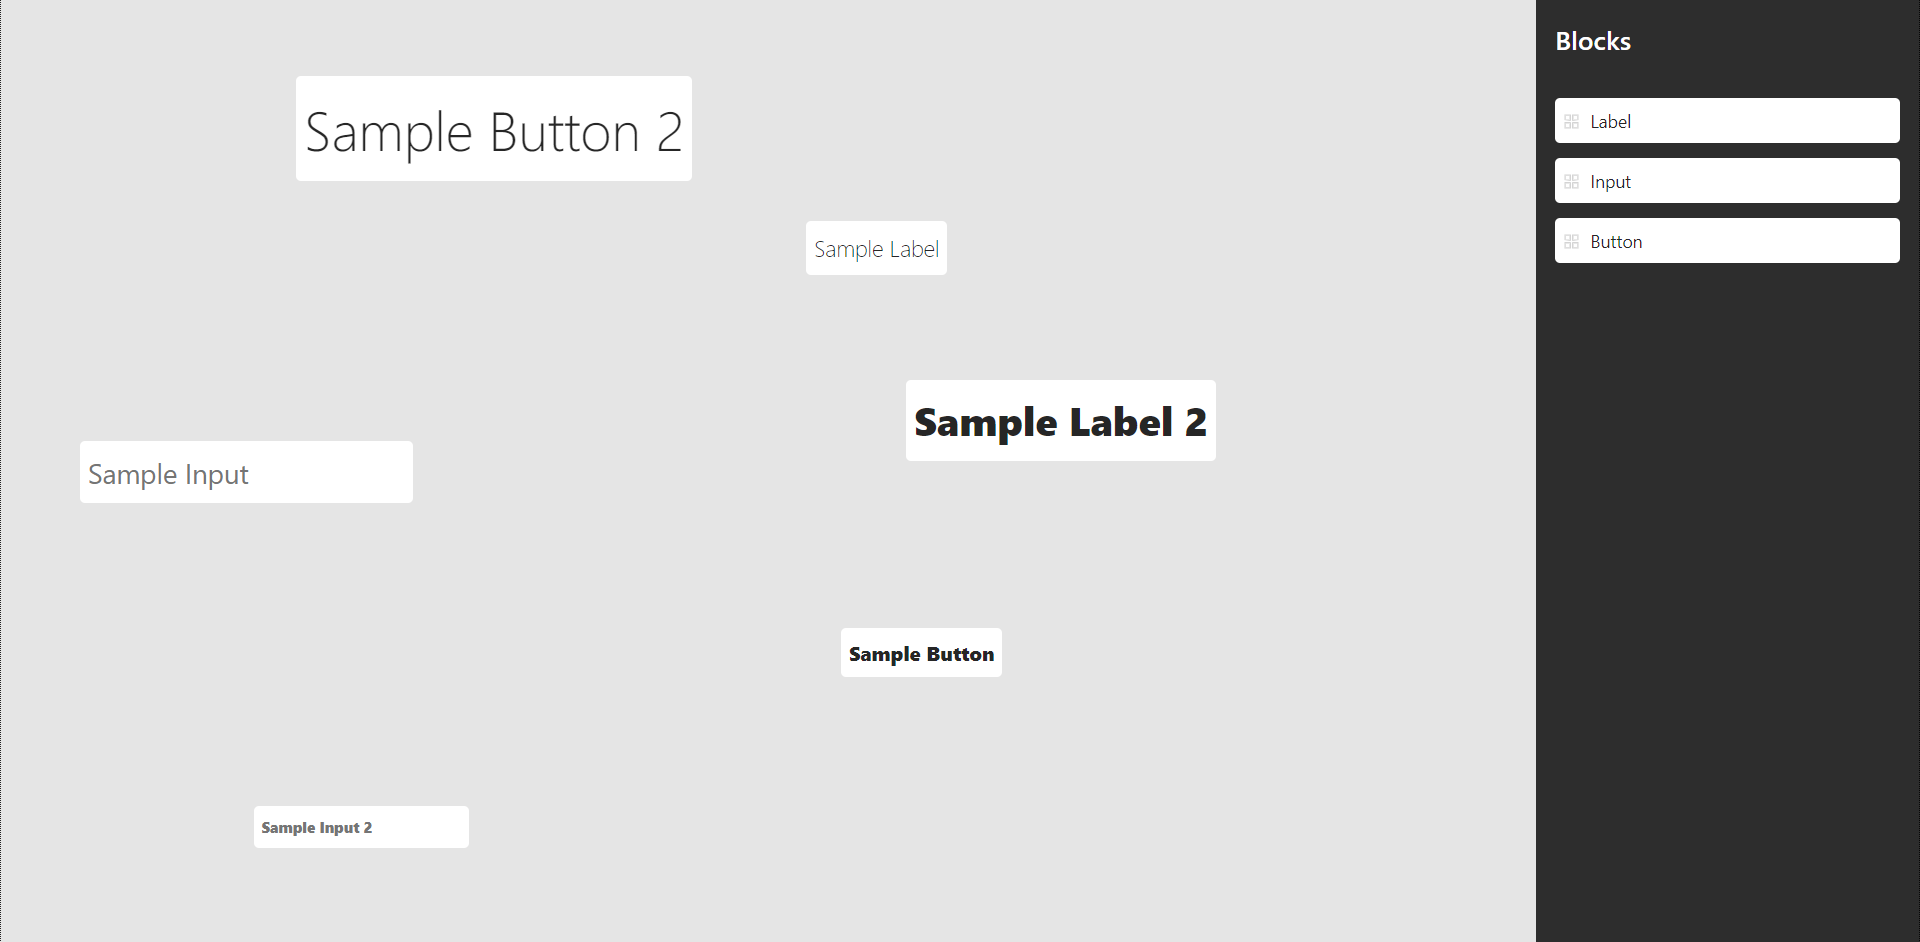 Sample Button 2
Sample Label
Sample Label 2
Sample Input
Sample Button
Sample Input 2
Blocks
Label
Input
Button